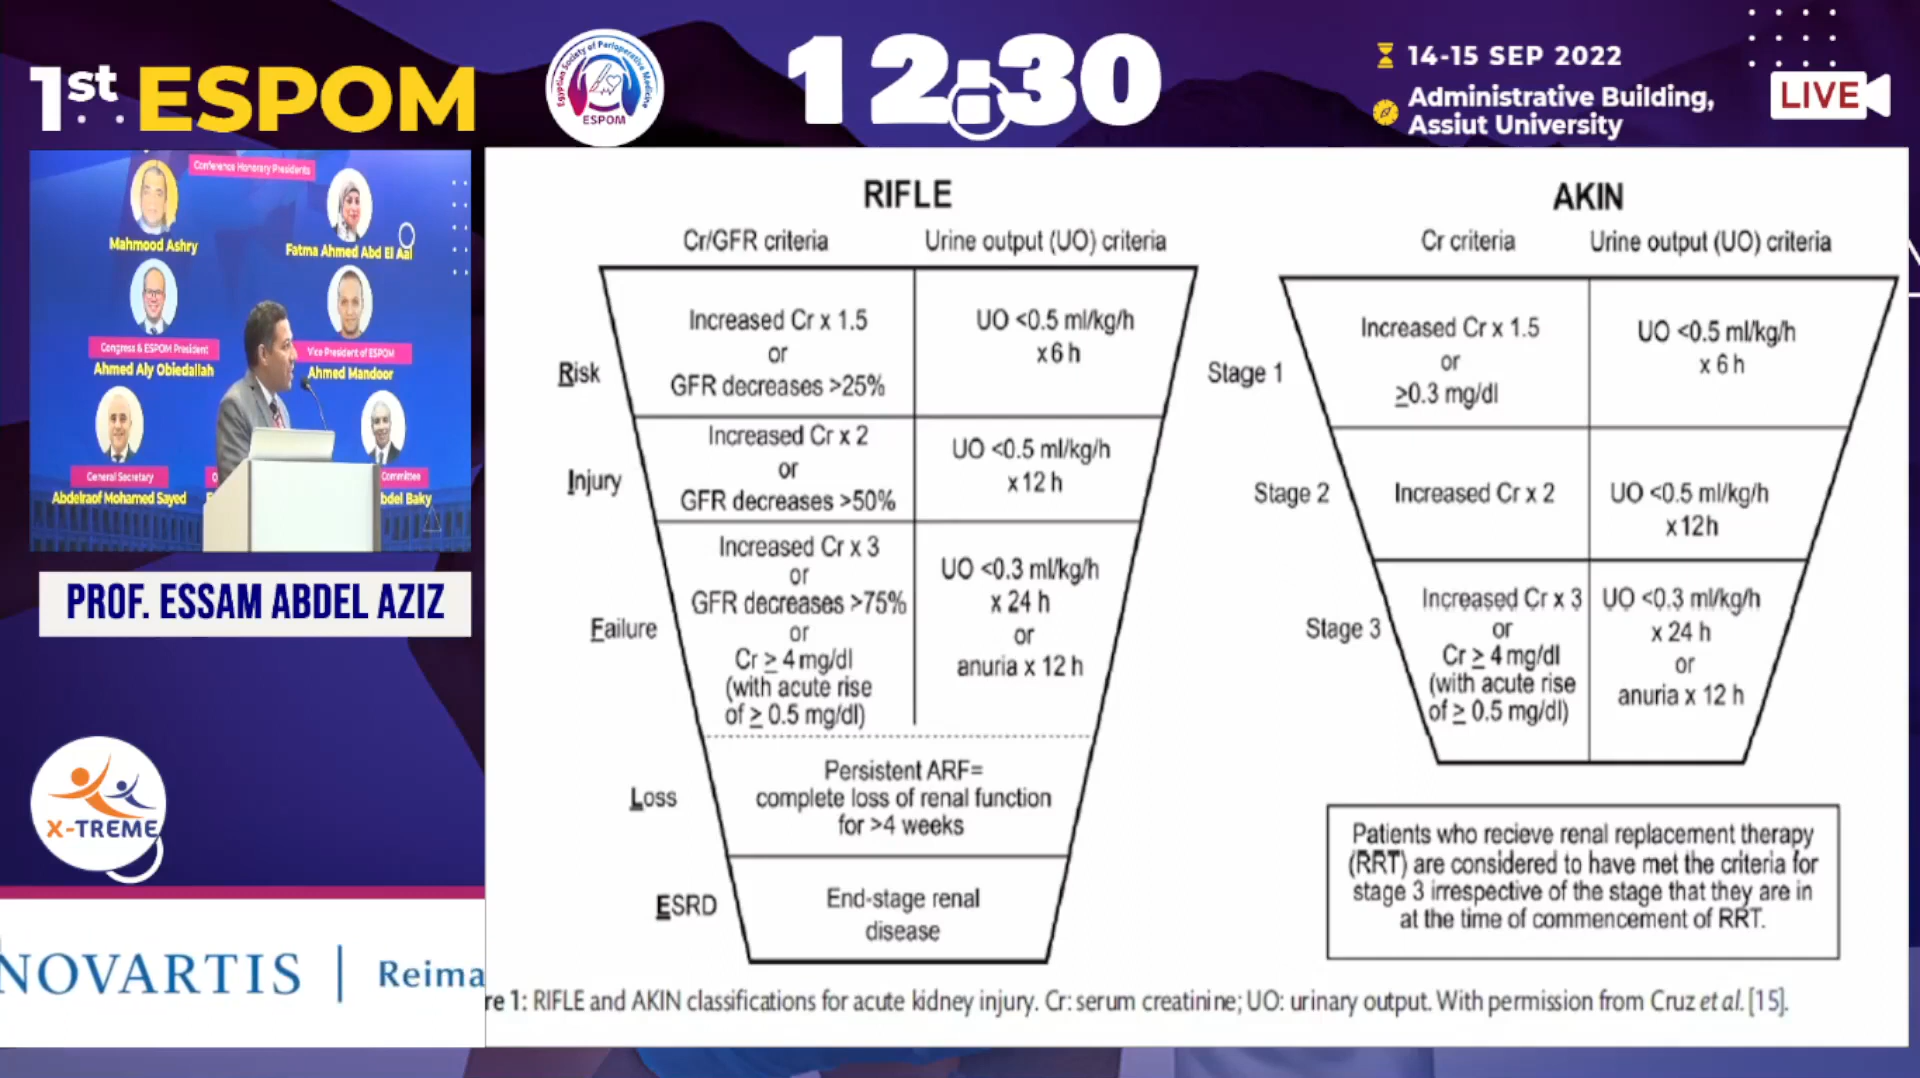 1st ESPOM
Egyptian Society of Perioperative Medicine
ESPOM
12:30
14-15 SEP 2022
Administrative Building,
Assiut University
LIVE
Conference Honorary Presidents
Mahmood Ashry
Fatma Ahmed Abd El Aal
Congress & ESPOM President
Ahmed Aly Obiedallah
Vice President of ESPOM
Ahmed Mandoor
General Secretary
Abdelraof Mohamed Sayed
Committee
bdel Baky
PROF. ESSAM ABDEL AZIZ
X-TREME
NOVARTIS | Reima
RIFLE
Cr/GFR criteria
Urine output (UO) criteria
Risk
Increased Cr x 1.5
or
GFR decreases >25%
UO <0.5 ml/kg/h
x 6 h
Injury
Increased Cr x 2
or
GFR decreases >50%
UO <0.5 ml/kg/h
x 12 h
Failure
Increased Cr x 3
or
GFR decreases >75%
or
Cr ≥ 4 mg/dl
(with acute rise
of ≥ 0.5 mg/dl)
UO <0.3 ml/kg/h
x 24 h
or
anuria x 12 h
Loss
Persistent ARF=
complete loss of renal function
for >4 weeks
ESRD
End-stage renal
disease
AKIN
Cr criteria
Urine output (UO) criteria
Stage 1
Increased Cr x 1.5
or
≥0.3 mg/dl
UO <0.5 ml/kg/h
x 6 h
Stage 2
Increased Cr x 2
UO <0.5 ml/kg/h
x 12h
Stage 3
Increased Cr x 3
or
Cr ≥ 4 mg/dl
(with acute rise
of ≥ 0.5 mg/dl)
UO <0.3 ml/kg/h
x 24 h
or
anuria x 12 h
Patients who recieve renal replacement therapy
(RRT) are considered to have met the criteria for
stage 3 irrespective of the stage that they are in
at the time of commencement of RRT.
re 1: RIFLE and AKIN classifications for acute kidney injury. Cr: serum creatinine; UO: urinary output. With permission from Cruz et al. [15].